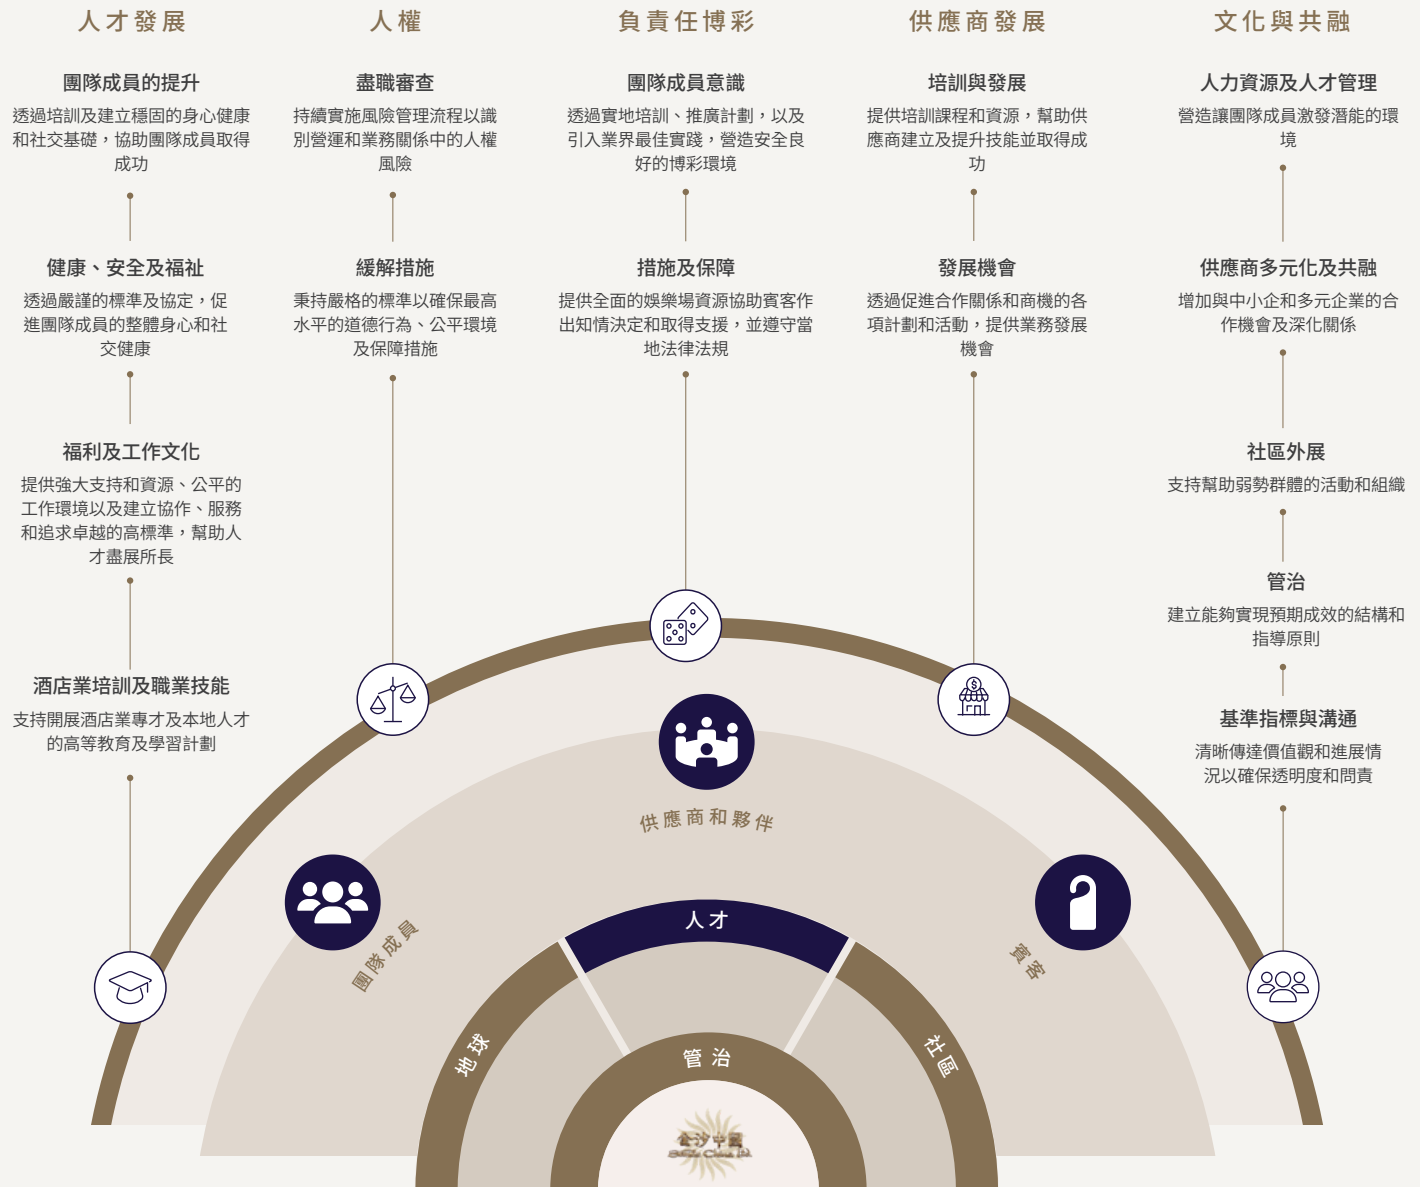 人才發展
團隊成員的提升
透過培訓及建立穩固的身心健康
和社交基礎，協助團隊成員取得
成功
健康、安全及福祉
透過嚴謹的標準及協定，促
進團隊成員的整體身心和社
交健康
福利及工作文化
提供強大支持和資源、公平的
工作環境以及建立協作、服務
和追求卓越的高標準，幫助人
才盡展所長
酒店業培訓及職業技能
支持開展酒店業專才及本地人才
的高等教育及學習計劃
人權
盡職審查
持續實施風險管理流程以識
別營運和業務關係中的人權
風險
緩解措施
秉持嚴格的標準以確保最高
水平的道德行為、公平環境
及保障措施
負責任博彩
團隊成員意識
透過實地培訓、推廣計劃，以及
引入業界最佳實踐，營造安全良
好的博彩環境
措施及保障
提供全面的娛樂場資源協助賓客作
出知情決定和取得支援，並遵守當
地法律法規
供應商發展
培訓與發展
提供培訓課程和資源，幫助供
應商建立及提升技能並取得成
功
發展機會
透過促進合作關係和商機的各
項計劃和活動，提供業務發展
機會
文化與共融
人力資源及人才管理
營造讓團隊成員激發潛能的環
境
供應商多元化及共融
增加與中小企和多元企業的合
作機會及深化關係
社區外展
支持幫助弱勢群體的活動和組織
管治
建立能夠實現預期成效的結構和
指導原則
基準指標與溝通
清晰傳達價值觀和進展情
況以確保透明度和問責
供應商和夥伴
團隊成員
賓客
人才
地球
社區
管治
金沙中國